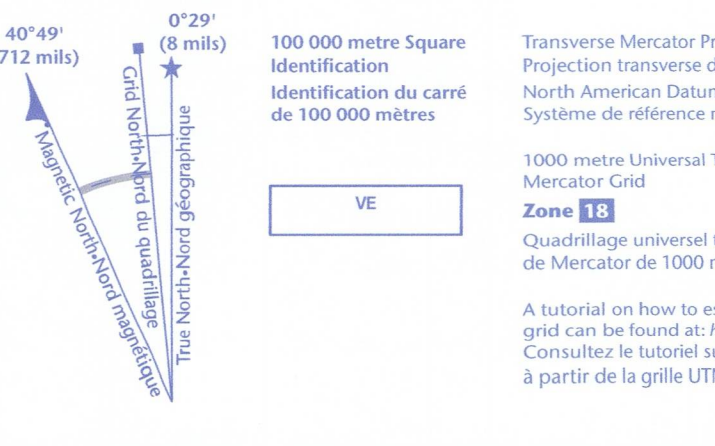 40°49'
712 mils)
0°29'
(8 mils)
Grid North•Nord du quadrillage
Magnetic North•Nord magnétique
True North•Nord géographique
100 000 metre Square
Identification
Identification du carré
de 100 000 mètres
VE
Transverse Mercator Pr
Projection transverse d
North American Datum
Système de référence
1000 metre Universal T
Mercator Grid
Zone 18
Quadrillage universel t
de Mercator de 1000
A tutorial on how to es
grid can be found at:
Consultez le tutoriel su
à partir de la grille UTM